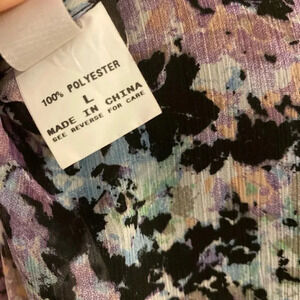 100% POLYESTER
L
MADE IN CHINA
SEE REVERSE FOR CARE